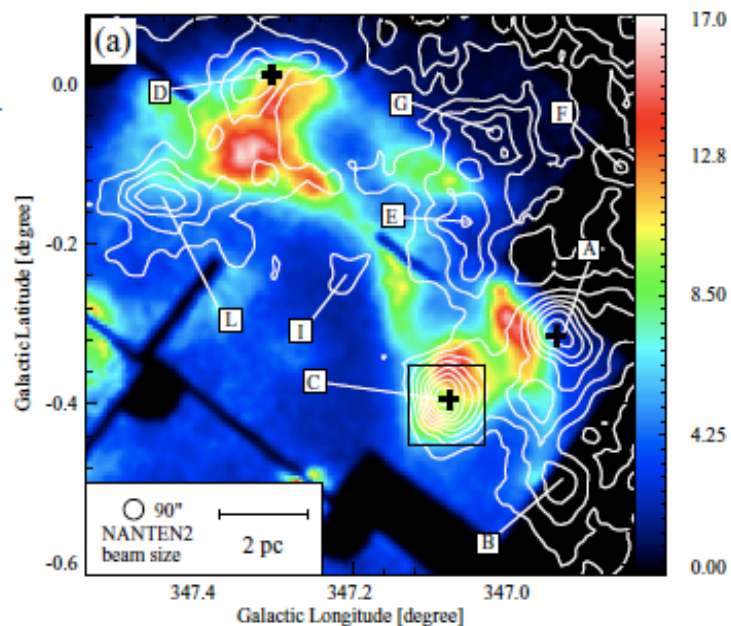 (a)
17.0
12.8
8.50
4.25
0.00
0.0
-0.2
-0.4
-0.6
Galactic Latitude [degree]
D
G
F
E
A
L
I
C
B
90"
NANTEN2
beam size
2 pc
347.4
347.2
347.0
Galactic Longitude [degree]